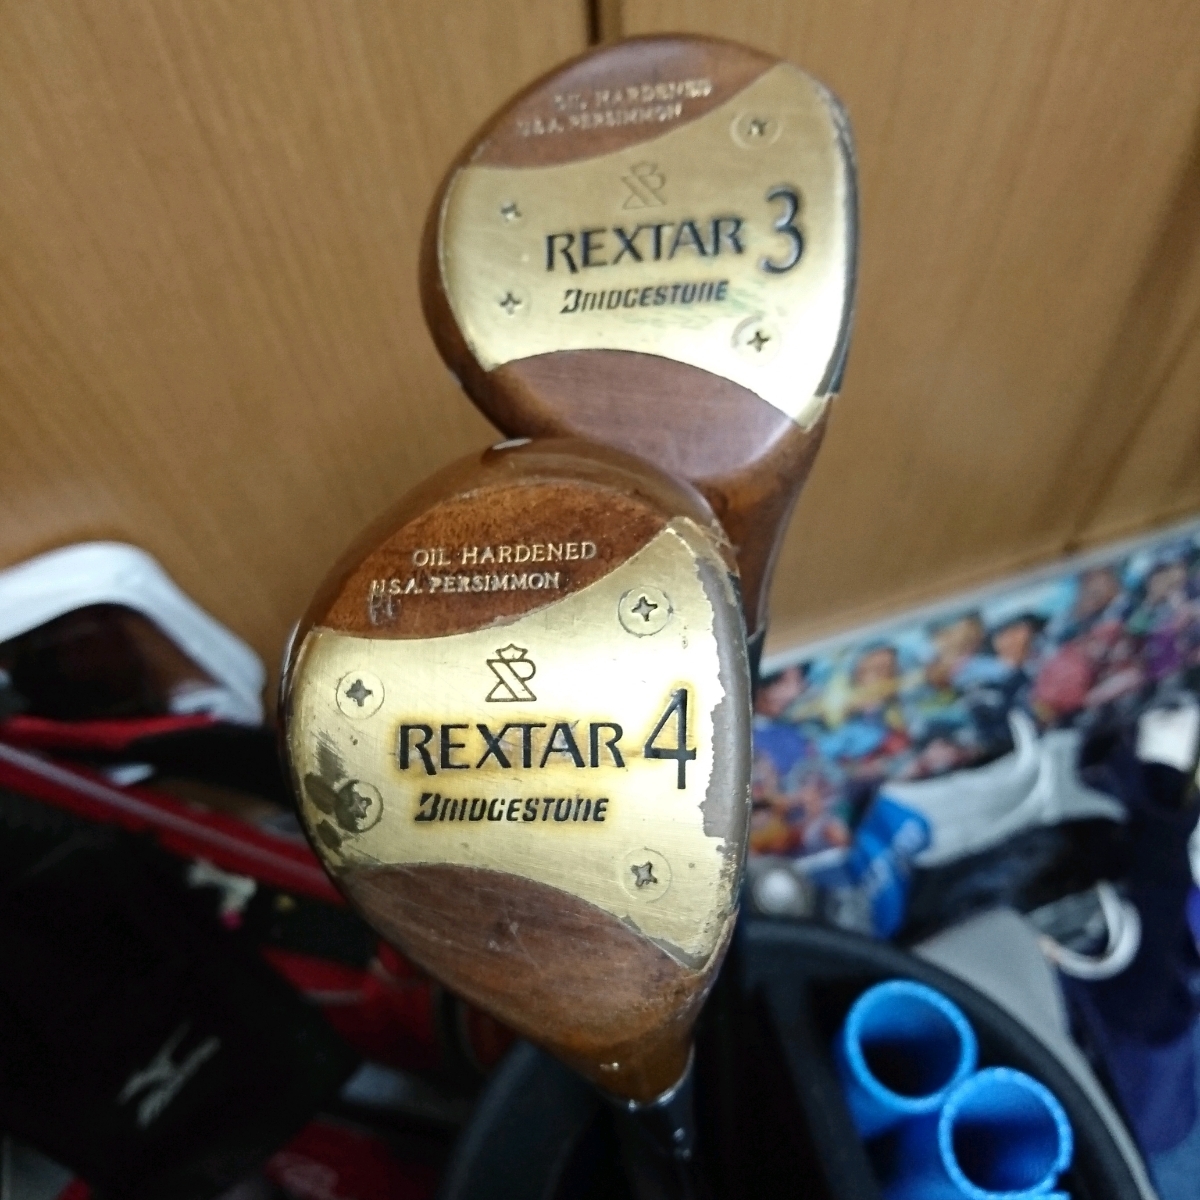 OIL HARDENED
U.S.A. PERSIMMON
REXTAR 3
BRIDGESTONE
OIL HARDENED
U.S.A. PERSIMMON
REXTAR 4
BRIDGESTONE